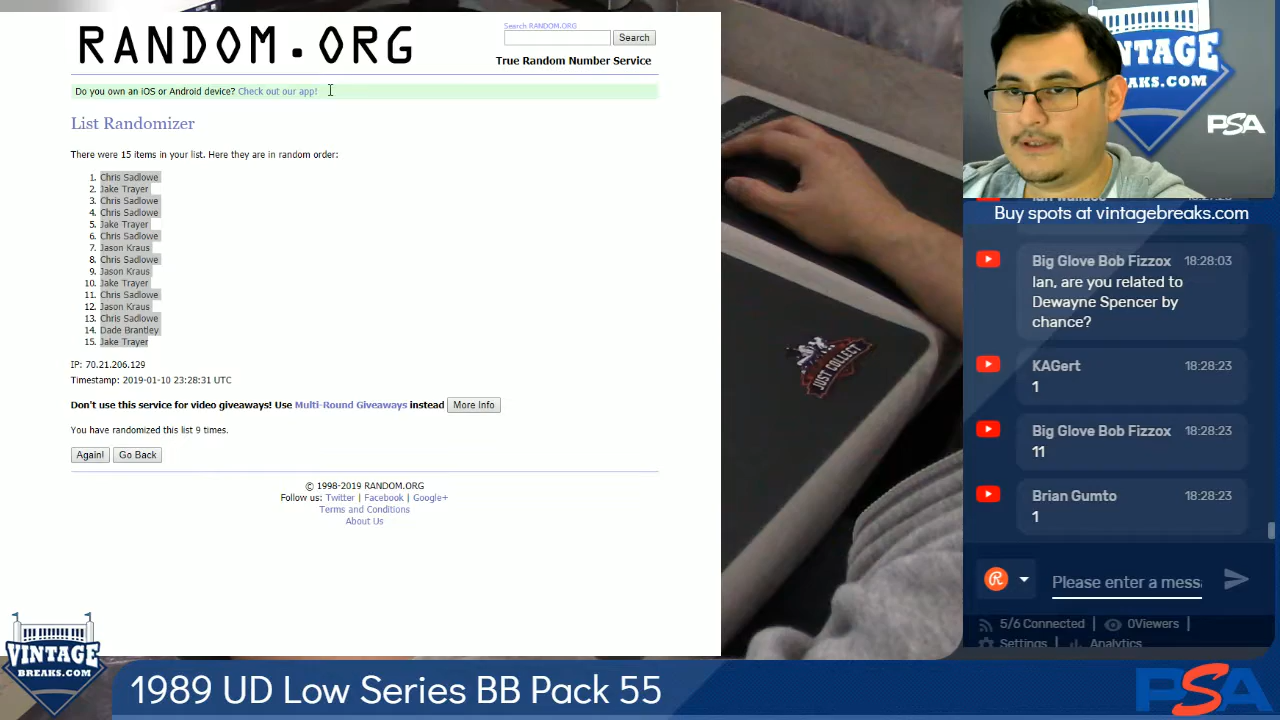 RANDOM.ORG
Search RANDOM.ORG
Search
True Random Number Service
Do you own an iOS or Android device? Check out our app!
List Randomizer
There were 15 items in your list. Here they are in random order:
1. Chris Sadlowe
2. Jake Trayer
3. Chris Sadlowe
4. Chris Sadlowe
5. Jake Trayer
6. Chris Sadlowe
7. Jason Kraus
8. Chris Sadlowe
9. Jason Kraus
10. Jake Trayer
11. Chris Sadlowe
12. Jason Kraus
13. Chris Sadlowe
14. Dade Brantley
15. Jake Trayer
IP: 70.21.206.129
Timestamp: 2019-01-10 23:28:31 UTC
Don't use this service for video giveaways! Use Multi-Round Giveaways instead More Info
You have randomized this list 9 times.
Again! Go Back
© 1998-2019 RANDOM.ORG
Follow us: Twitter | Facebook | Google+
Terms and Conditions
About Us
JUST COLLECT
VINTAGE
BREAKS
PSA
Buy spots at vintagebreaks.com
Big Glove Bob Fizzox 18:28:03
Ian, are you related to
Dewayne Spencer by
chance?
KAGert 18:28:23
1
Big Glove Bob Fizzox 18:28:23
11
Brian Gumto 18:28:23
1
Please enter a messa
5/6 Connected | 0Viewers |
Settings | Analytics
VINTAGE
BREAKS.COM
1989 UD Low Series BB Pack 55
PSA